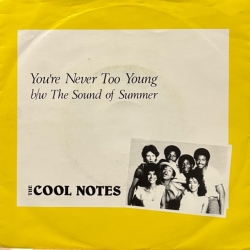 You're Never Too Young
b/w The Sound of Summer
THE COOL NOTES